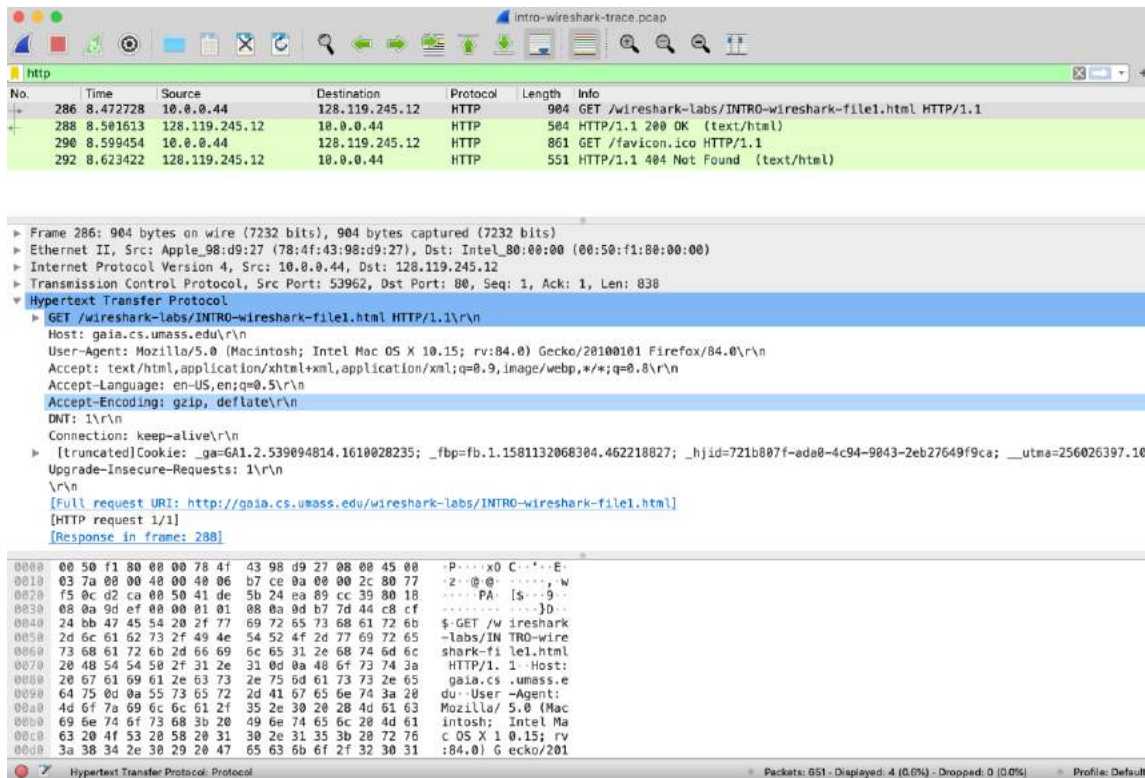 intro-wireshark-trace.pcap
http
No. Time Source Destination Protocol Length Info
286 8.472728 10.0.0.44 128.119.245.12 HTTP 904 GET /wireshark-labs/INTRO-wireshark-file1.html HTTP/1.1
288 8.501613 128.119.245.12 10.0.0.44 HTTP 504 HTTP/1.1 200 OK (text/html)
290 8.599454 10.0.0.44 128.119.245.12 HTTP 861 GET /favicon.ico HTTP/1.1
292 8.623422 128.119.245.12 10.0.0.44 HTTP 551 HTTP/1.1 404 Not Found (text/html)
Frame 286: 904 bytes on wire (7232 bits), 904 bytes captured (7232 bits)
Ethernet II, Src: Apple_98:d9:27 (78:4f:43:98:d9:27), Dst: Intel_80:00:00 (00:50:f1:80:00:00)
Internet Protocol Version 4, Src: 10.0.0.44, Dst: 128.119.245.12
Transmission Control Protocol, Src Port: 53962, Dst Port: 80, Seq: 1, Ack: 1, Len: 838
Hypertext Transfer Protocol
GET /wireshark-labs/INTRO-wireshark-file1.html HTTP/1.1\r\n
Host: gaia.cs.umass.edu\r\n
User-Agent: Mozilla/5.0 (Macintosh; Intel Mac OS X 10.15; rv:84.0) Gecko/20100101 Firefox/84.0\r\n
Accept: text/html,application/xhtml+xml,application/xml;q=0.9,image/webp,*/*;q=0.8\r\n
Accept-Language: en-US,en;q=0.5\r\n
Accept-Encoding: gzip, deflate\r\n
DNT: 1\r\n
Connection: keep-alive\r\n
[truncated]Cookie: _ga=GA1.2.539094814.1610028235; _fbp=fb.1.1581132068304.462218827; _hjid=721b807f-ada0-4c94-9043-2eb27649f9ca; __utma=256026397.10
Upgrade-Insecure-Requests: 1\r\n
\r\n
[Full request URI: http://gaia.cs.umass.edu/wireshark-labs/INTRO-wireshark-file1.html]
[HTTP request 1/1]
[Response in frame: 288]
0000 00 50 f1 80 00 00 78 4f 43 98 d9 27 08 00 45 00 ·P····xO C··'··E·
0010 03 7a 00 00 40 00 40 06 b7 ce 0a 00 00 2c 80 77 ·z··@·@· ·····,·w
0020 f5 0c d2 ca 00 50 41 de 5b 24 ea 89 cc 39 80 18 ·····PA· [$···9··
0030 08 0a 9d ef 00 00 01 01 08 0a 0d b7 7d 44 c8 cf ········ ····}D··
0040 24 bb 47 45 54 20 2f 77 69 72 65 73 68 61 72 6b $·GET /w ireshark
0050 2d 6c 61 62 73 2f 49 4e 54 52 4f 2d 77 69 72 65 -labs/IN TRO-wire
0060 73 68 61 72 6b 2d 66 69 6c 65 31 2e 68 74 6d 6c shark-fi le1.html
0070 20 48 54 54 50 2f 31 2e 31 0d 0a 48 6f 73 74 3a HTTP/1. 1··Host:
0080 20 67 61 69 61 2e 63 73 2e 75 6d 61 73 73 2e 65 gaia.cs .umass.e
0090 64 75 0d 0a 55 73 65 72 2d 41 67 65 6e 74 3a 20 du··User -Agent:
00a0 4d 6f 7a 69 6c 6c 61 2f 35 2e 30 20 28 4d 61 63 Mozilla/ 5.0 (Mac
00b0 69 6e 74 6f 73 68 3b 20 49 6e 74 65 6c 20 4d 61 intosh; Intel Ma
00c0 63 20 4f 53 20 58 20 31 30 2e 31 35 3b 20 72 76 c OS X 1 0.15; rv
00d0 3a 38 34 2e 30 29 20 47 65 63 6b 6f 2f 32 30 31 :84.0) G ecko/201
Hypertext Transfer Protocol: Protocol Packets: 651 · Displayed: 4 (0.6%) · Dropped: 0 (0.0%) Profile: Default